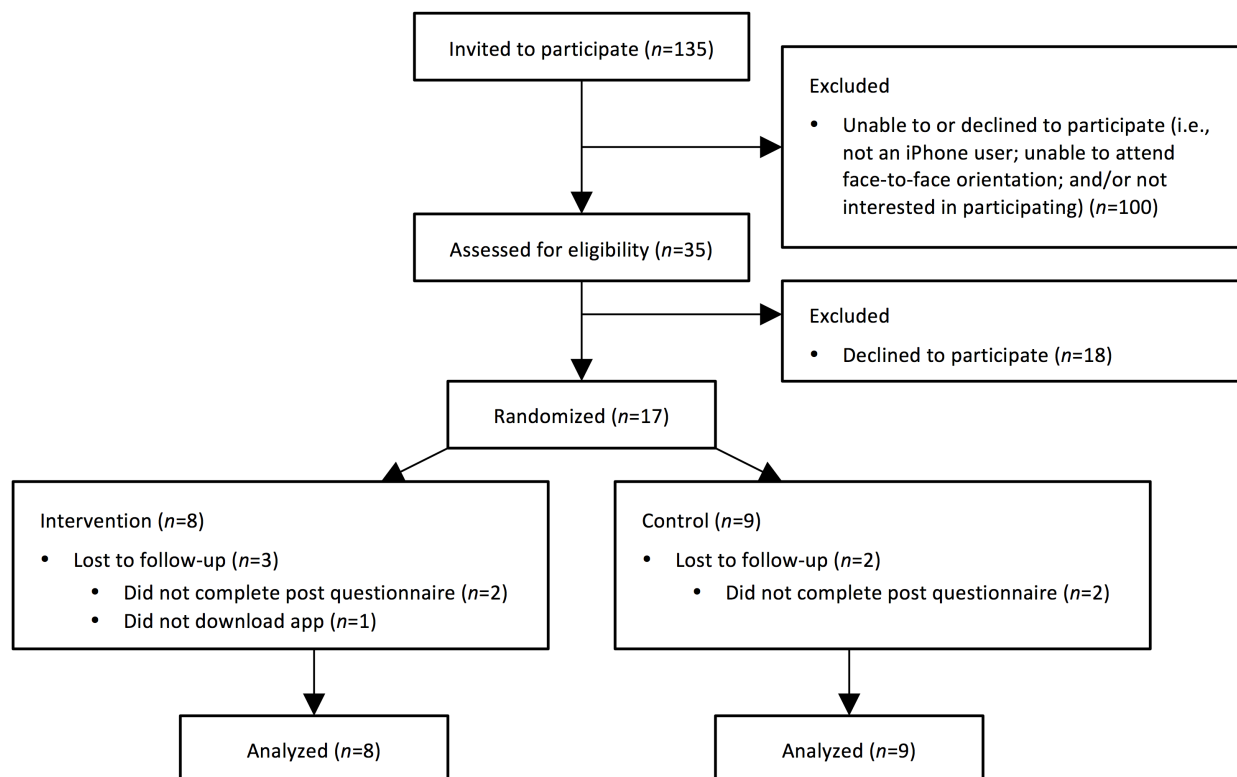 Invited to participate (n=135)
Excluded
• Unable to or declined to participate (i.e.,
not an iPhone user; unable to attend
face-to-face orientation; and/or not
interested in participating) (n=100)
Assessed for eligibility (n=35)
Excluded
• Declined to participate (n=18)
Randomized (n=17)
Intervention (n=8)
• Lost to follow-up (n=3)
• Did not complete post questionnaire (n=2)
• Did not download app (n=1)
Control (n=9)
• Lost to follow-up (n=2)
• Did not complete post questionnaire (n=2)
Analyzed (n=8)
Analyzed (n=9)